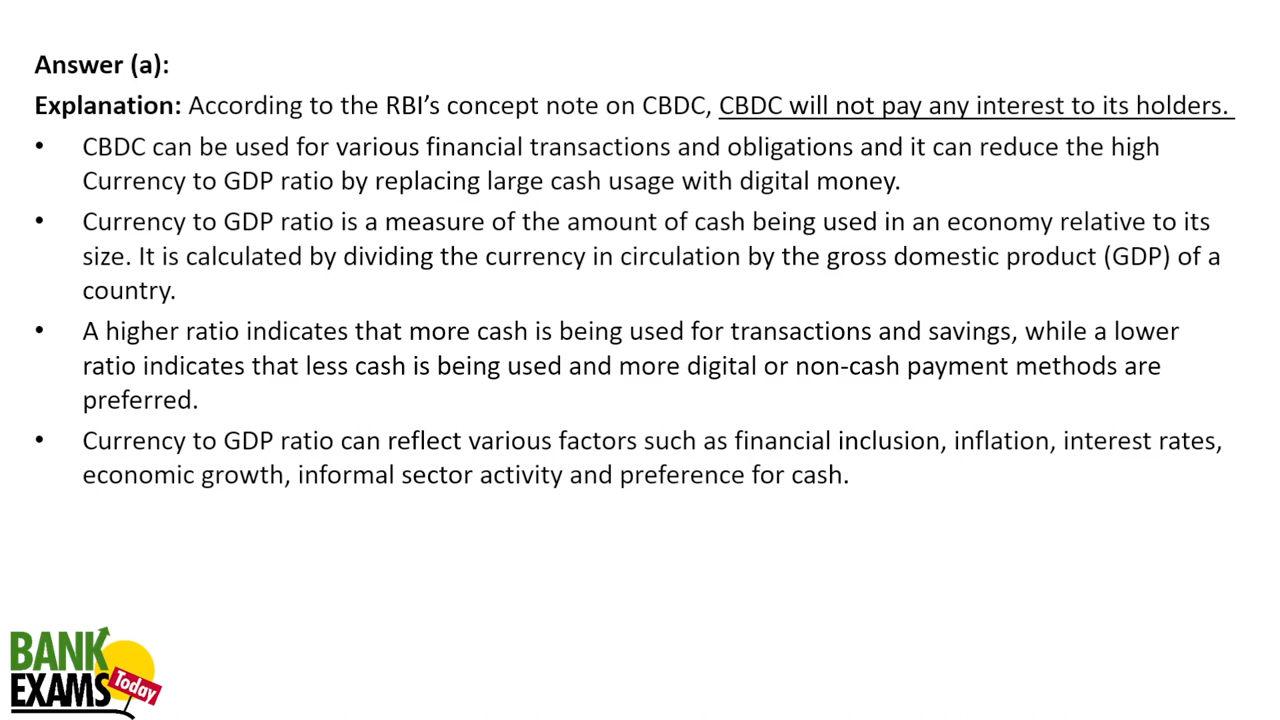 Answer (a):
Explanation: According to the RBI’s concept note on CBDC, CBDC will not pay any interest to its holders.
• CBDC can be used for various financial transactions and obligations and it can reduce the high
Currency to GDP ratio by replacing large cash usage with digital money.
• Currency to GDP ratio is a measure of the amount of cash being used in an economy relative to its
size. It is calculated by dividing the currency in circulation by the gross domestic product (GDP) of a
country.
• A higher ratio indicates that more cash is being used for transactions and savings, while a lower
ratio indicates that less cash is being used and more digital or non-cash payment methods are
preferred.
• Currency to GDP ratio can reflect various factors such as financial inclusion, inflation, interest rates,
economic growth, informal sector activity and preference for cash.
BANK
EXAMS Today